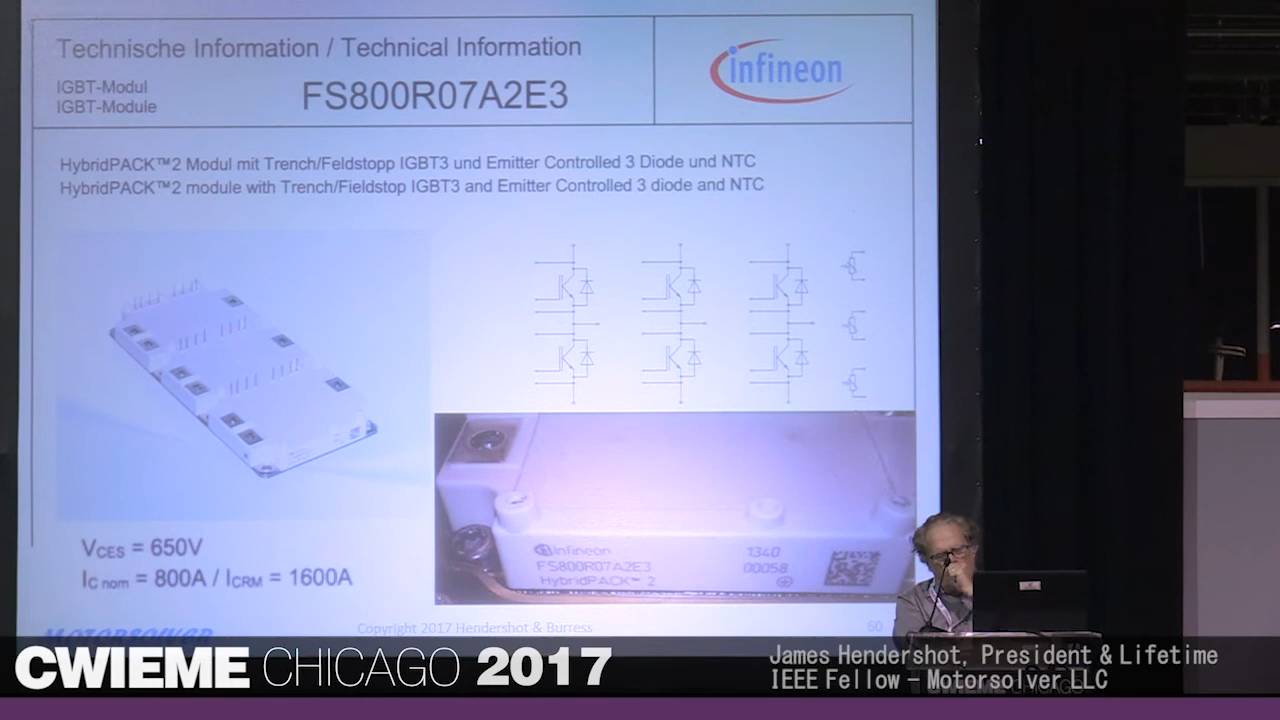 Technische Information / Technical Information
IGBT-Modul
IGBT-Module
FS800R07A2E3
infineon
HybridPACK™2 Modul mit Trench/Feldstopp IGBT3 und Emitter Controlled 3 Diode und NTC
HybridPACK™2 module with Trench/Fieldstop IGBT3 and Emitter Controlled 3 diode and NTC
VCES = 650V
IC nom = 800A / ICRM = 1600A
infineon
FS800R07A2E3
HybridPACK™ 2
1340
00058
MOTORSOLVER
Copyright 2017 Hendershot & Burress
60
CWIEME CHICAGO 2017
James Hendershot, President & Lifetime
IEEE Fellow – Motorsolver LLC